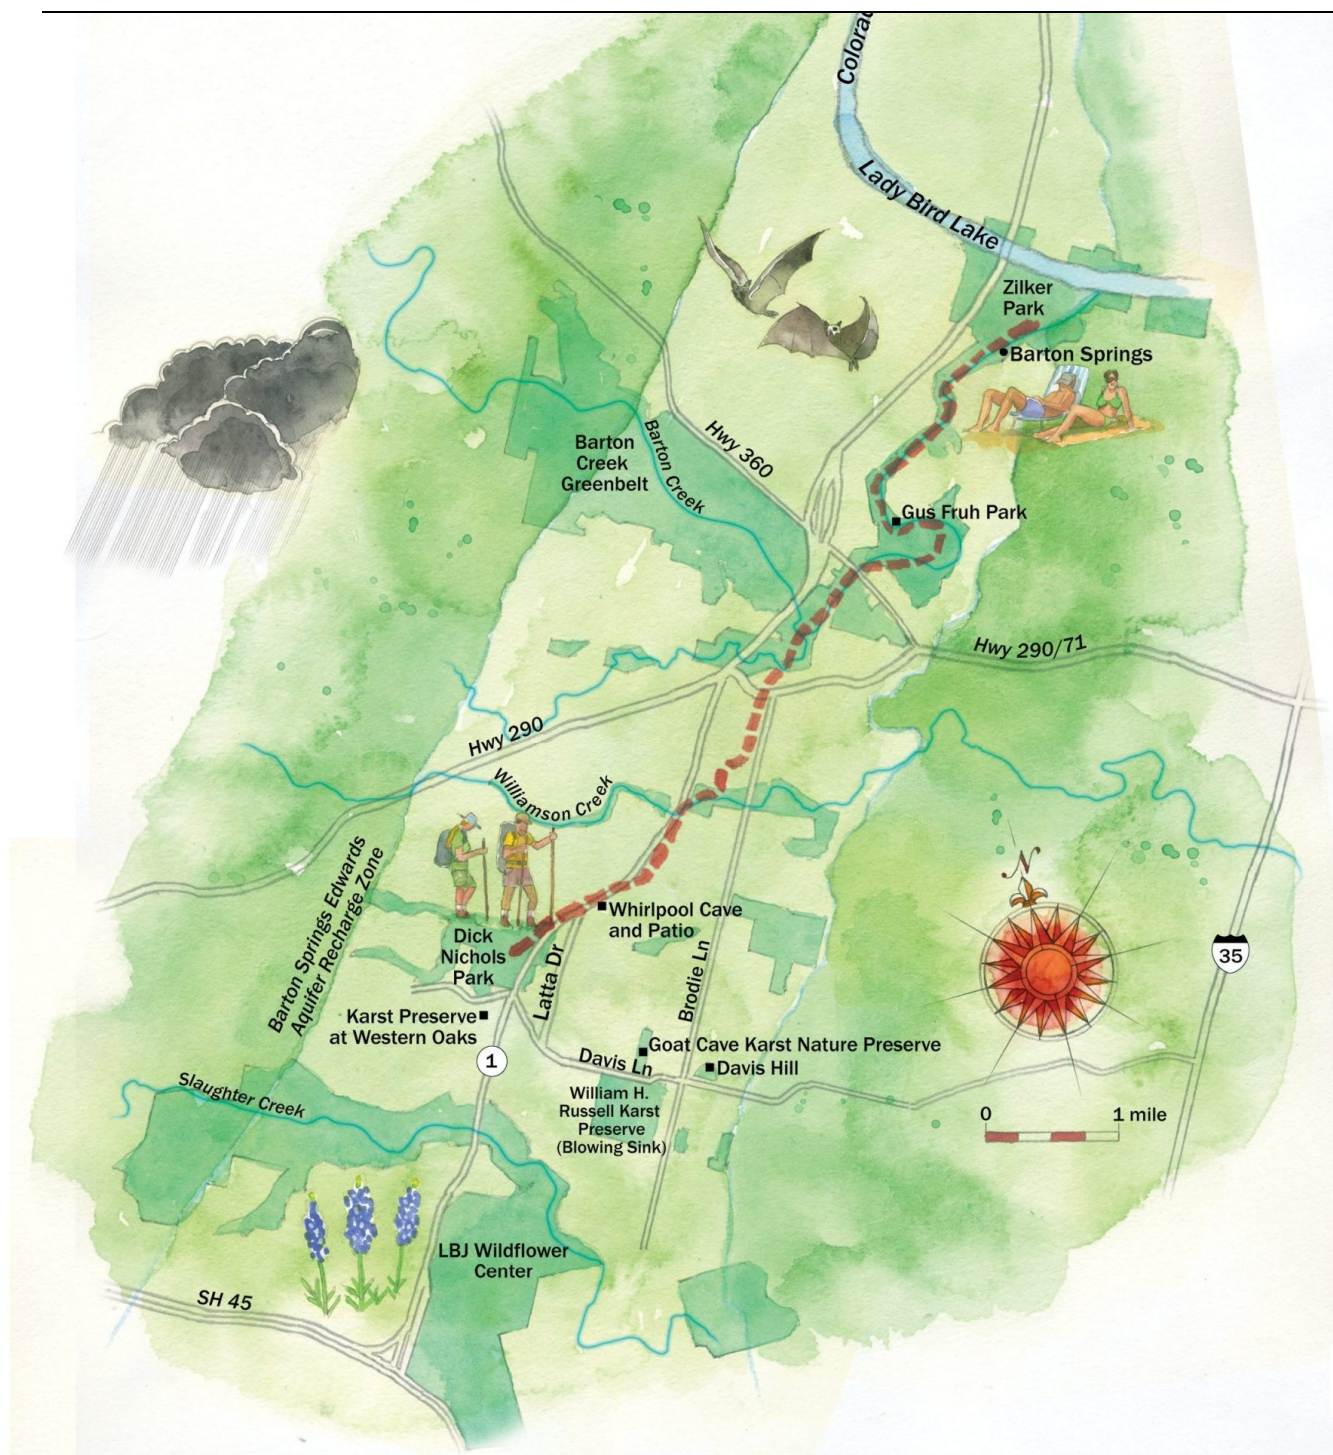 Colorad
Lady Bird Lake
Zilker
Park
Barton Springs
Hwy 360
Barton Creek
Barton
Creek
Greenbelt
Gus Fruh Park
Hwy 290/71
Hwy 290
Williamson Creek
N
Barton Springs Edwards
Aquifer Recharge Zone
Whirlpool Cave
and Patio
Dick
Nichols
Park
Latta Dr
Brodie Ln
35
Karst Preserve
at Western Oaks
1
Goat Cave Karst Nature Preserve
Davis Ln
Davis Hill
William H.
Russell Karst
Preserve
(Blowing Sink)
Slaughter Creek
0 1 mile
LBJ Wildflower
Center
SH 45